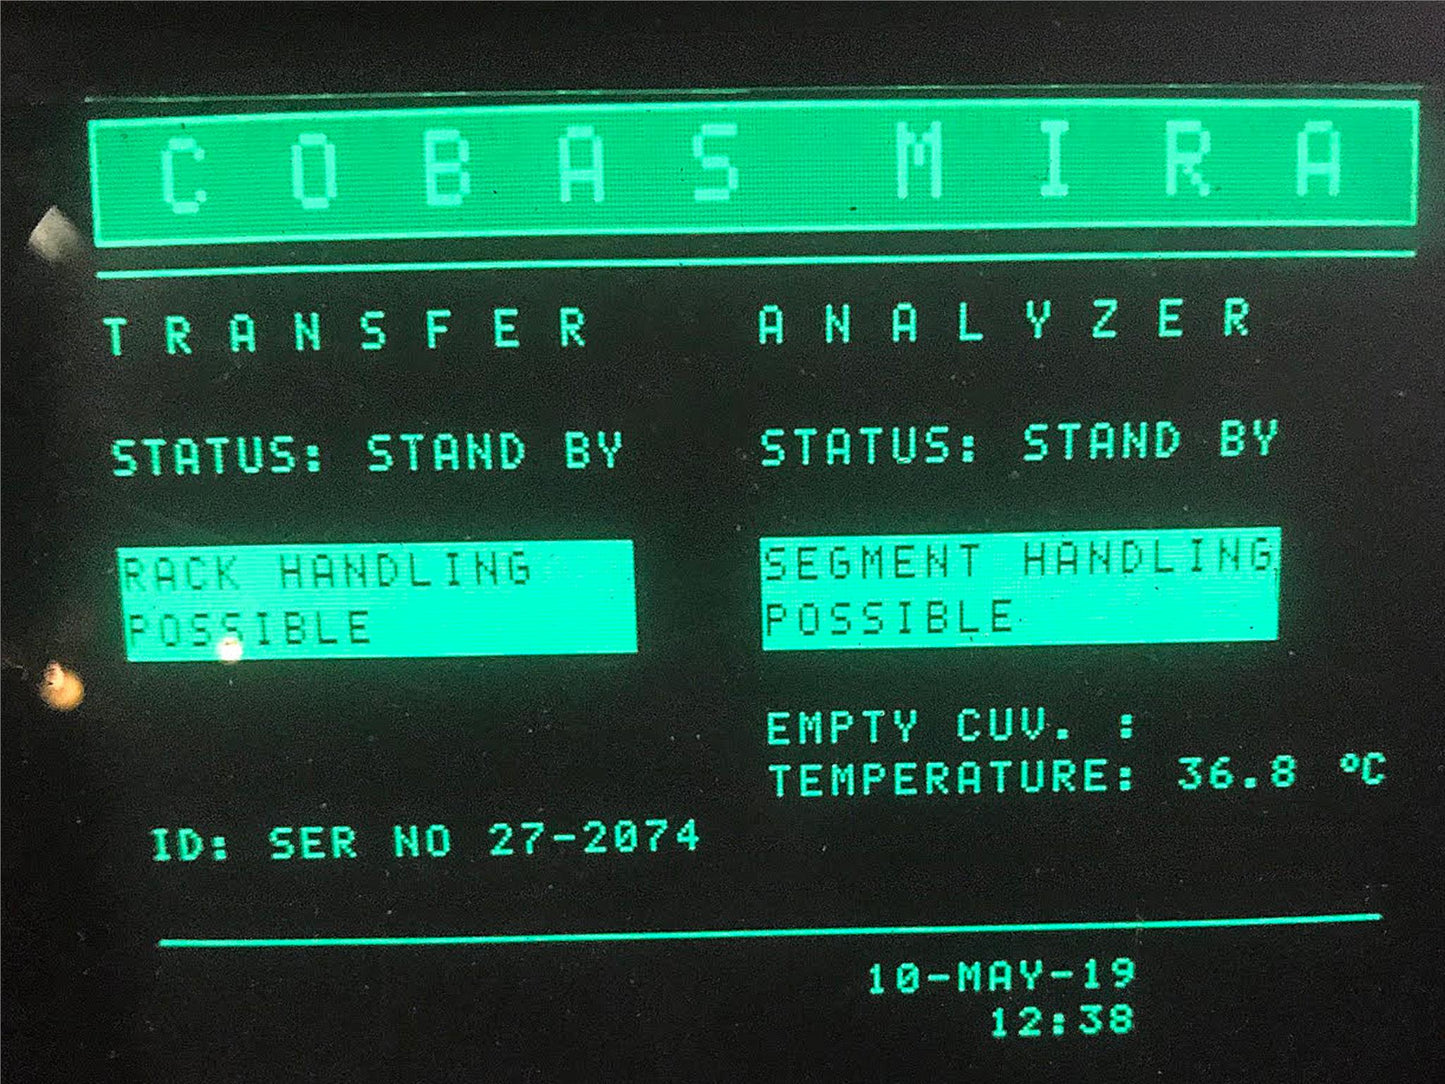 COBAS MIRA
TRANSFER
STATUS: STAND BY
RACK HANDLING
POSSIBLE
ANALYZER
STATUS: STAND BY
SEGMENT HANDLING
POSSIBLE
EMPTY CUV. :
TEMPERATURE: 36.8 °C
ID: SER NO 27-2074
10-MAY-19
12:38